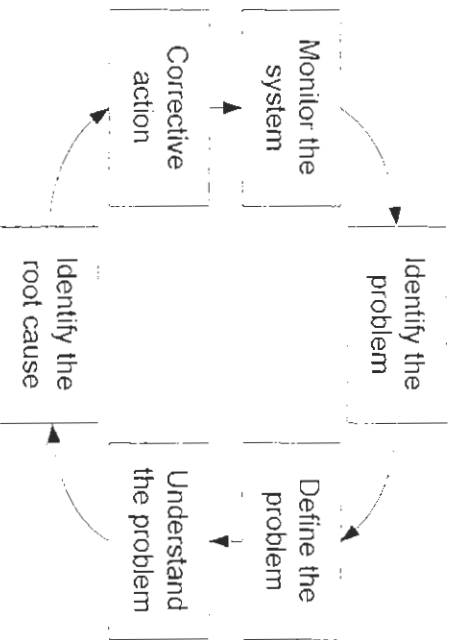 Identify the
problem
Define the
problem
Understand
the problem
Identify the
root cause
Corrective
action
Monitor the
system